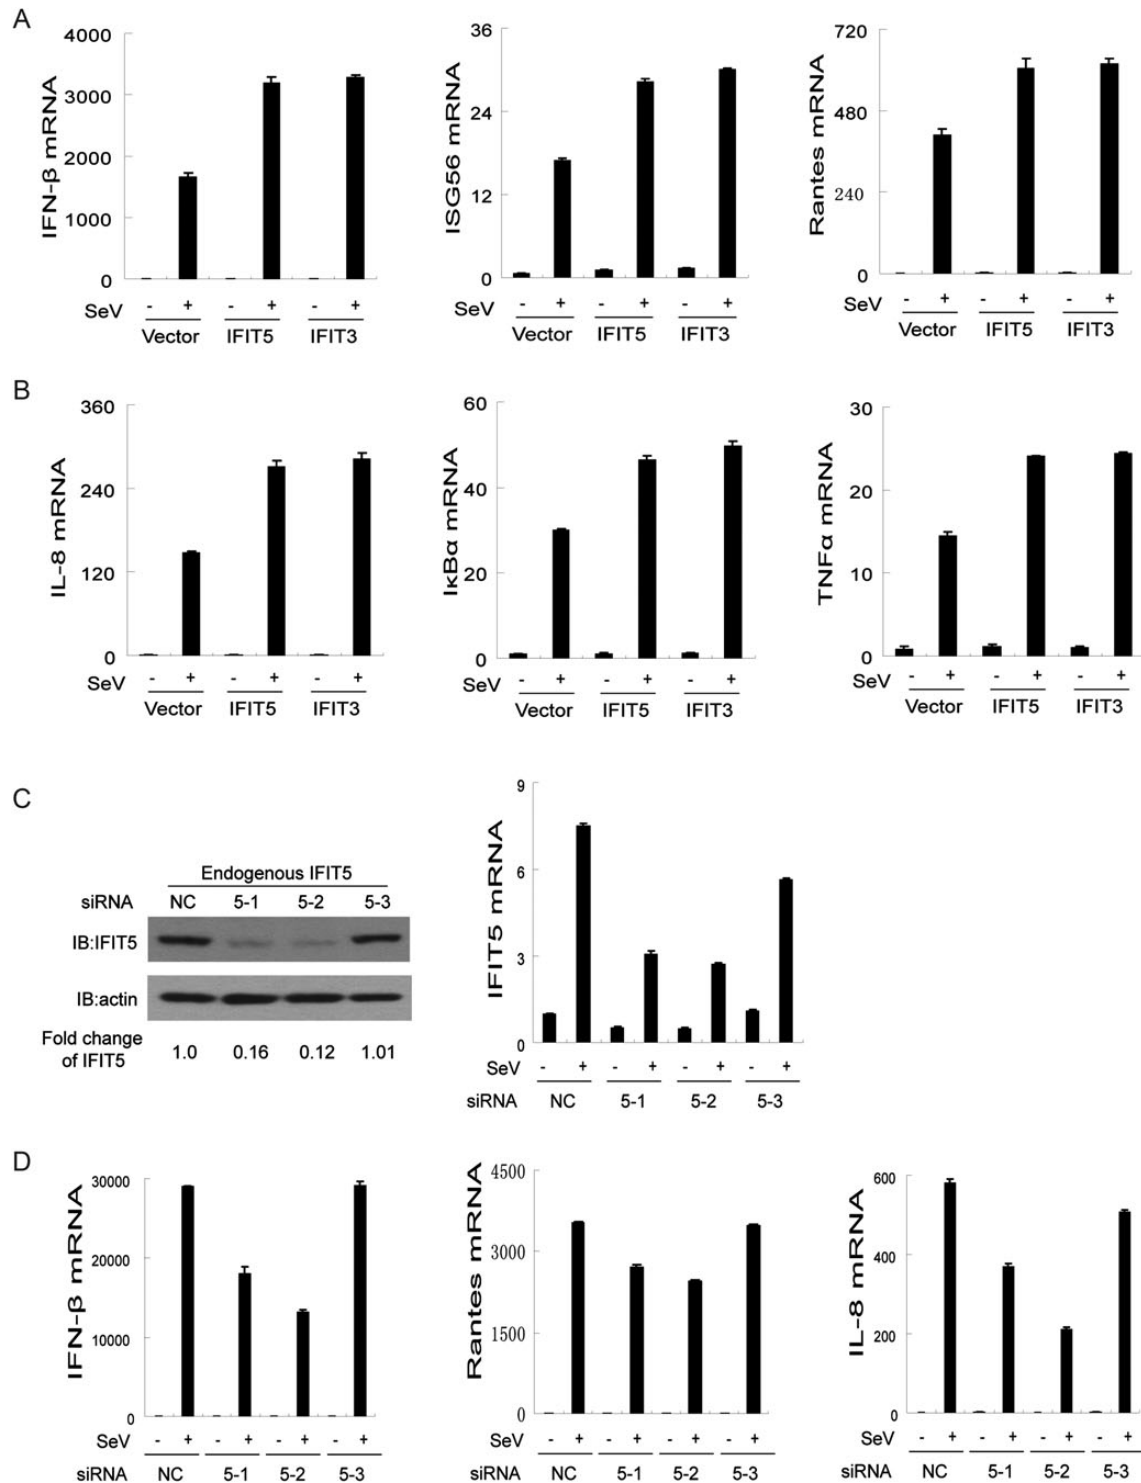 A
IFN-β mRNA
4000
3000
2000
1000
0
SeV - + - + - +
Vector IFIT5 IFIT3
ISG56 mRNA
36
24
12
0
- + - + - +
Vector IFIT5 IFIT3
Rantes mRNA
720
480
240
0
SeV - + - + - +
Vector IFIT5 IFIT3
B
IL-8 mRNA
360
240
120
0
SeV - + - + - +
Vector IFIT5 IFIT3
IκBα mRNA
60
40
20
0
SeV - + - + - +
Vector IFIT5 IFIT3
TNFα mRNA
30
20
10
0
SeV - + - + - +
Vector IFIT5 IFIT3
C
Endogenous IFIT5
siRNA NC 5-1 5-2 5-3
IB:IFIT5
IB:actin
Fold change
of IFIT5 1.0 0.16 0.12 1.01
IFIT5 mRNA
9
6
3
0
SeV - + - + - + - +
siRNA NC 5-1 5-2 5-3
D
IFN-β mRNA
30000
20000
10000
0
SeV - + - + - + - +
siRNA NC 5-1 5-2 5-3
Rantes mRNA
4500
3000
1500
0
SeV - + - + - + - +
siRNA NC 5-1 5-2 5-3
IL-8 mRNA
600
400
200
0
SeV - + - + - + - +
siRNA NC 5-1 5-2 5-3